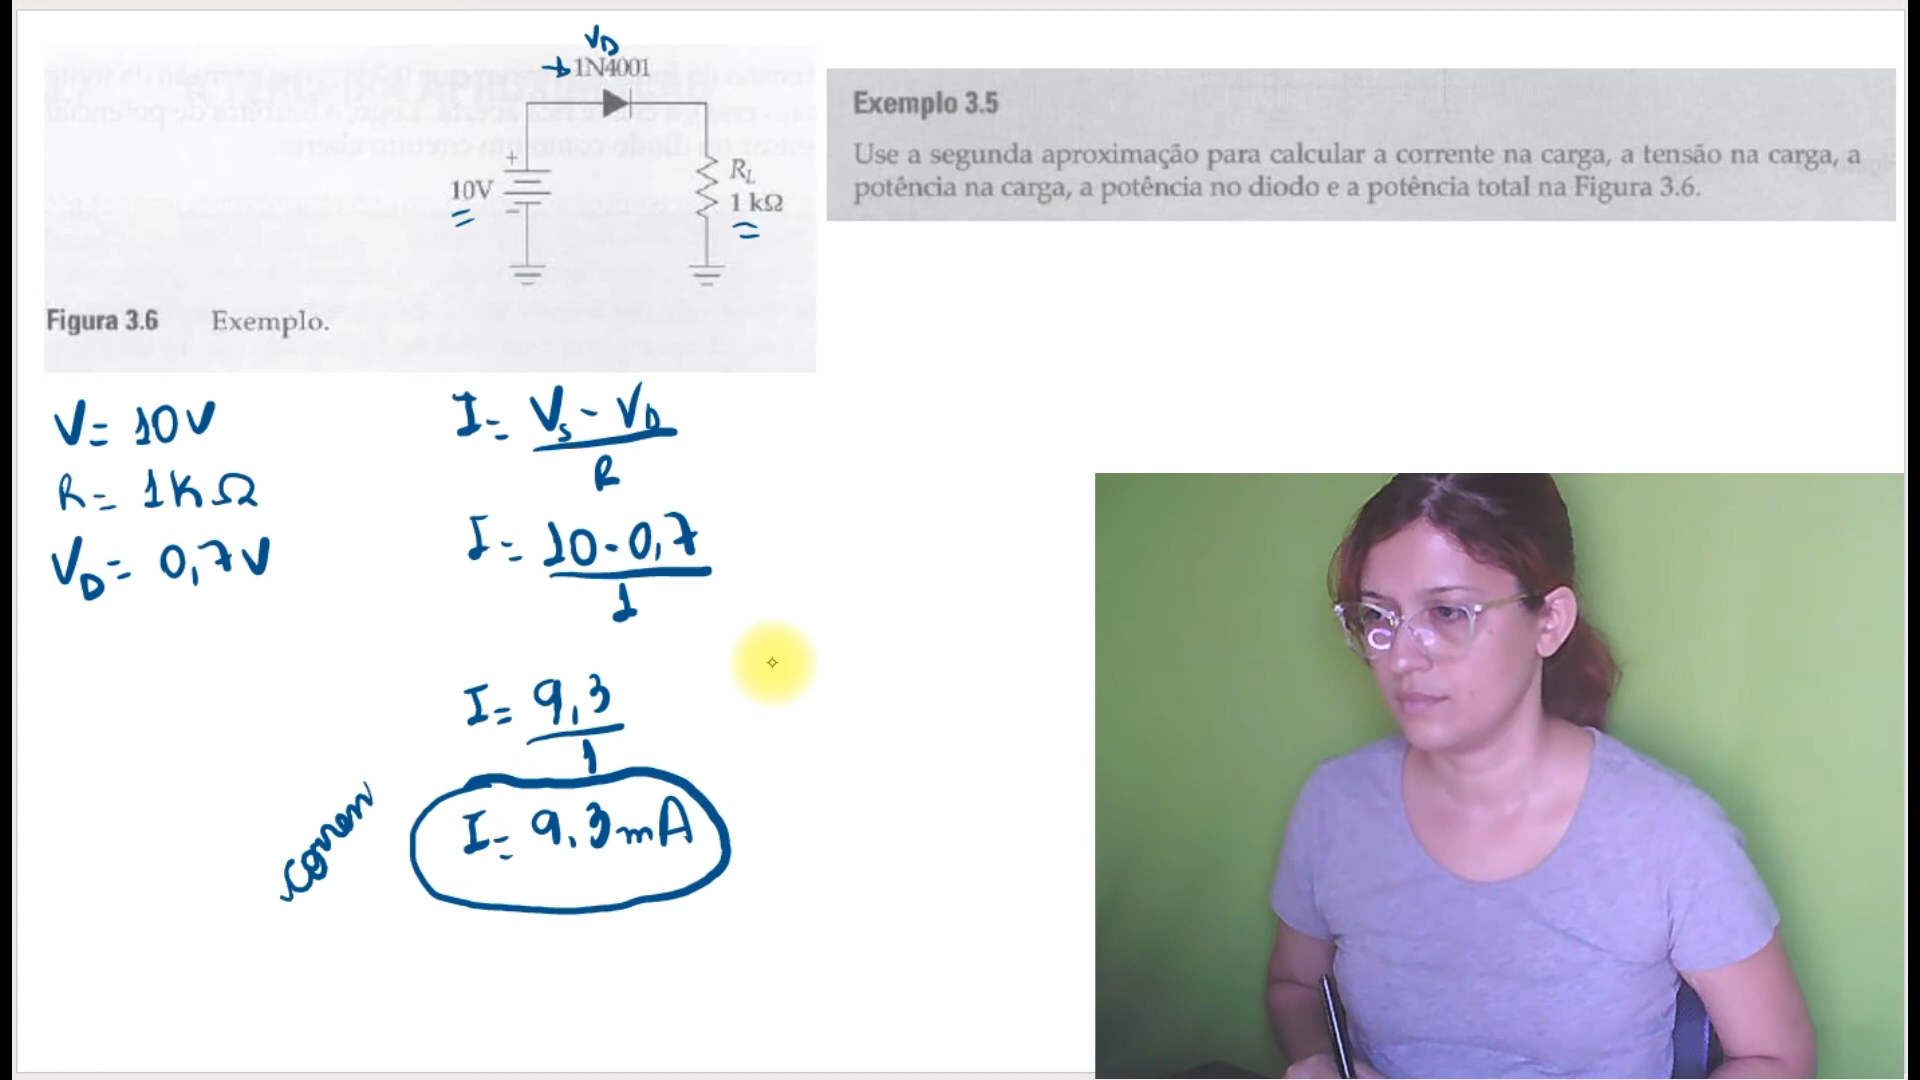 VD
→ 1N4001
+
10V
-
RL
1 kΩ
Figura 3.6 Exemplo.
Exemplo 3.5
Use a segunda aproximação para calcular a corrente na carga, a tensão na carga, a
potência na carga, a potência no diodo e a potência total na Figura 3.6.
V= 10V
R= 1KΩ
VD= 0,7V
I= Vs - VD
R
I= 10-0,7
1
I= 9,3
1
I= 9,3mA
corren